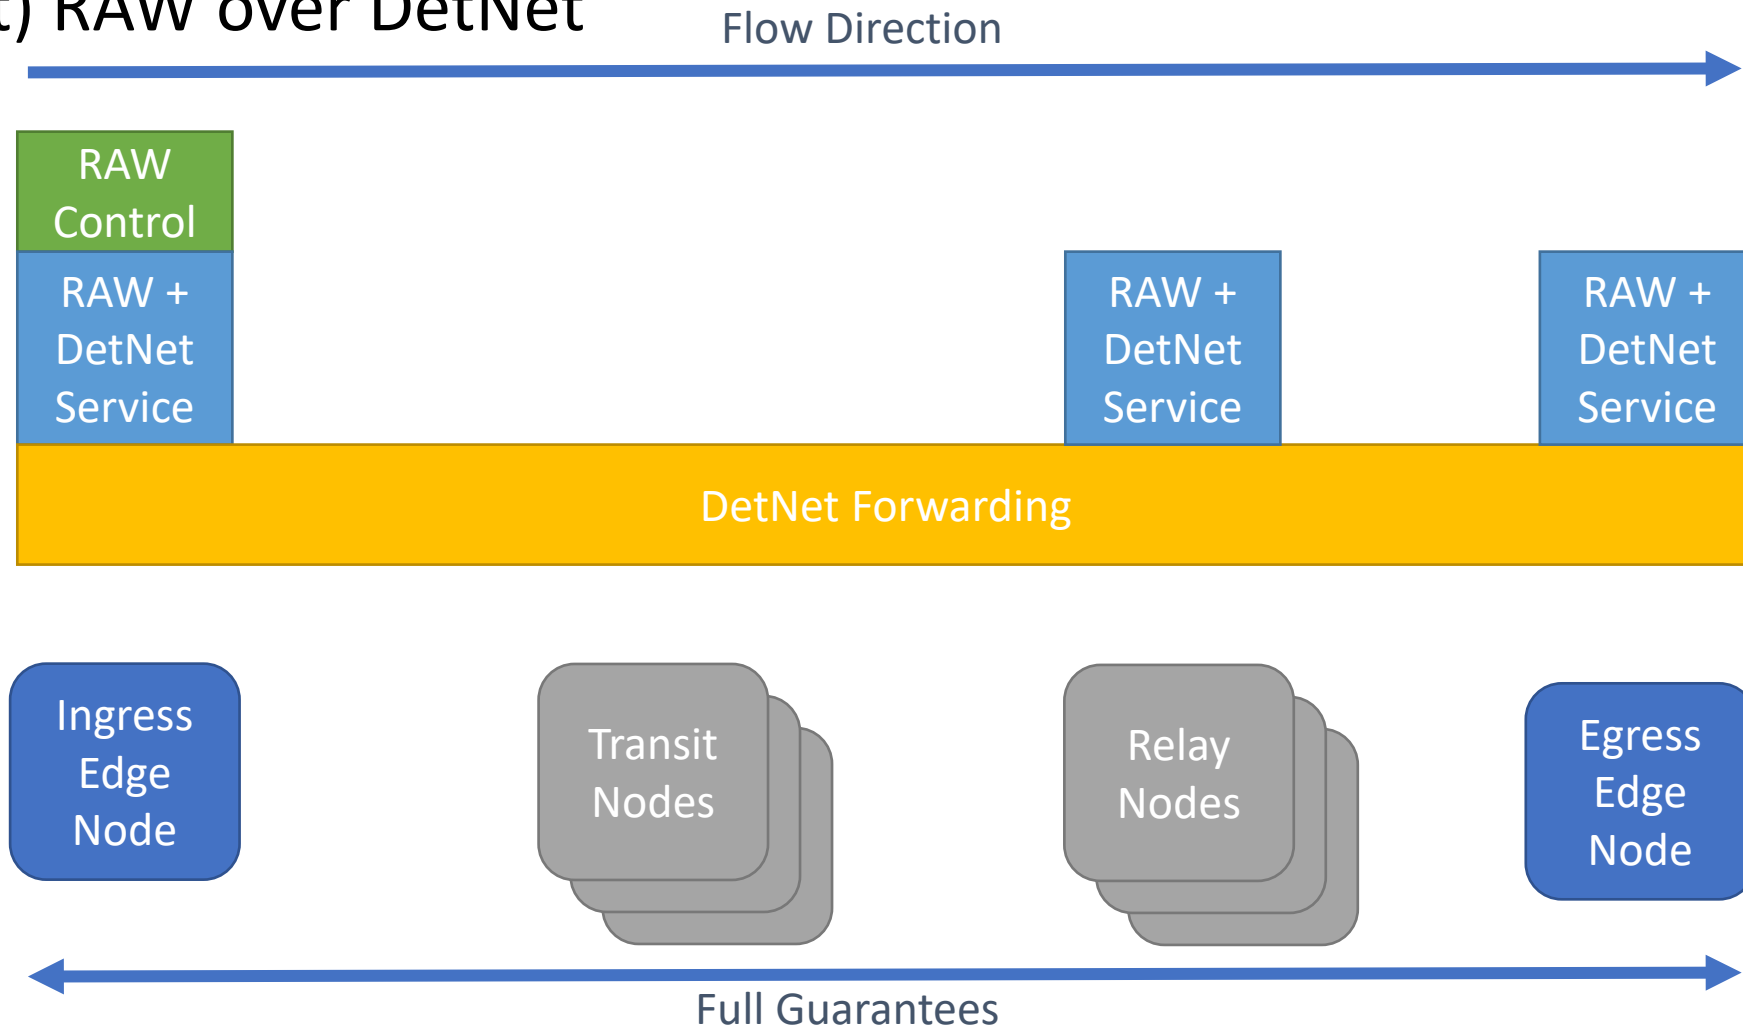 t) RAW over DetNet
Flow Direction
RAW
Control
RAW +
DetNet
Service
RAW +
DetNet
Service
RAW +
DetNet
Service
DetNet Forwarding
Ingress
Edge
Node
Transit
Nodes
Relay
Nodes
Egress
Edge
Node
Full Guarantees